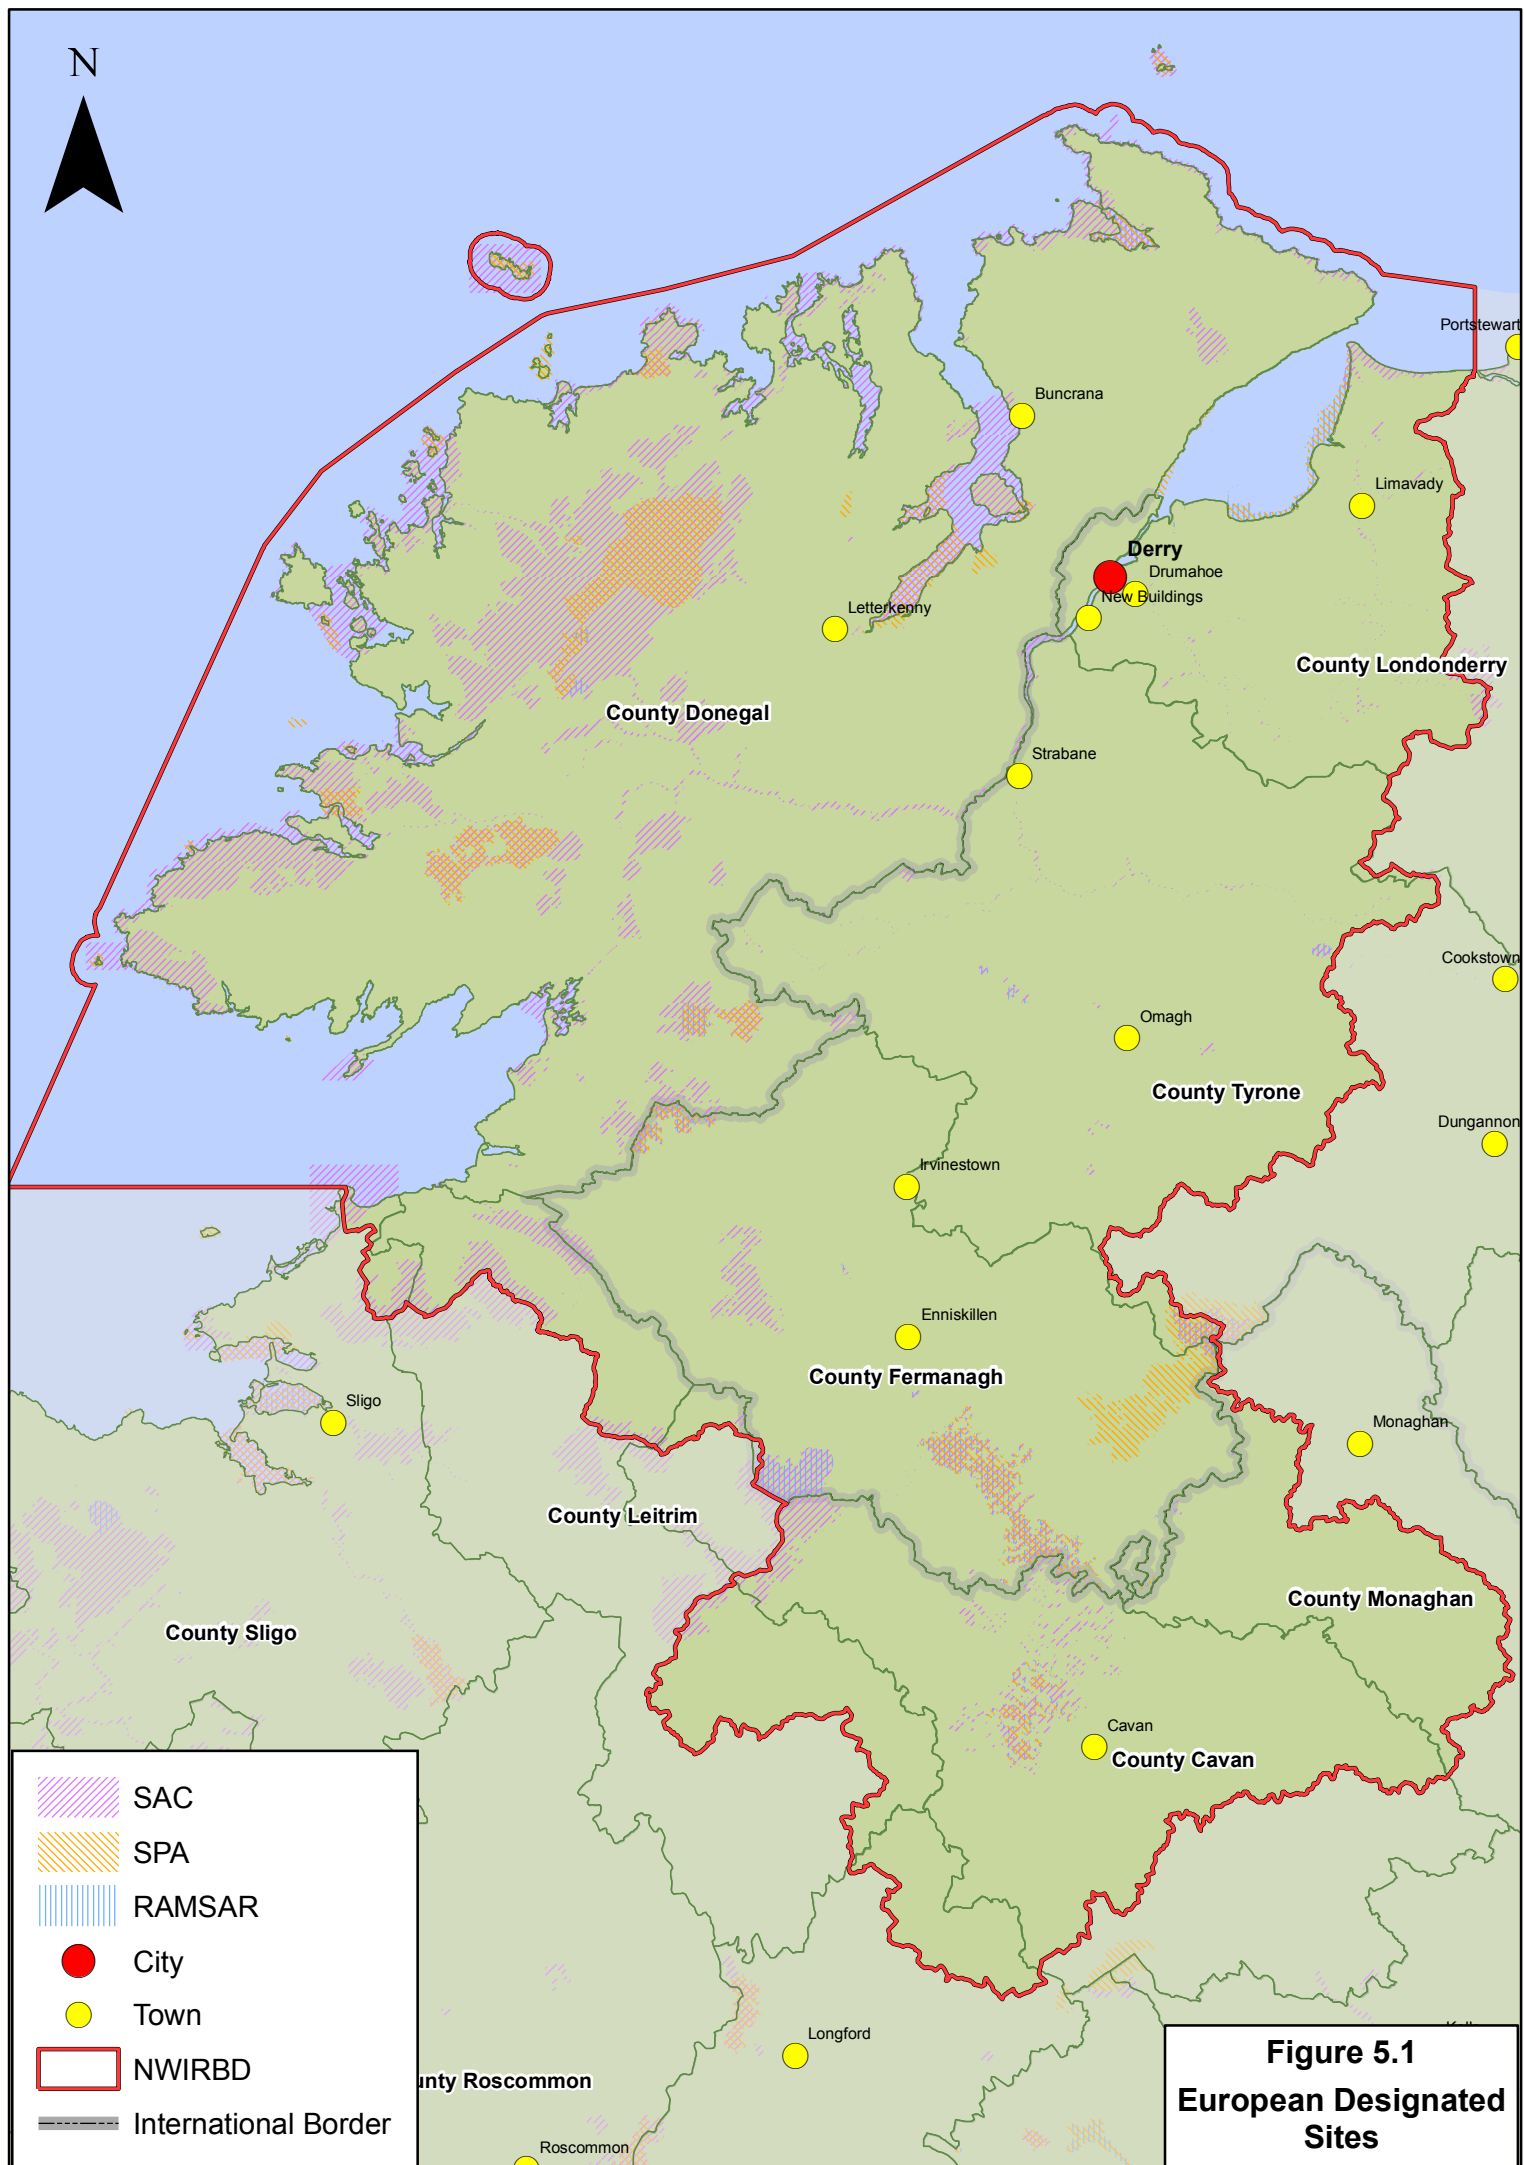 N
Portstewart
Buncrana
Limavady
Derry
Drumahoe
New Buildings
Letterkenny
County Londonderry
County Donegal
Strabane
Cookstown
Omagh
County Tyrone
Dungannon
Irvinestown
Enniskillen
County Fermanagh
Sligo
Monaghan
County Leitrim
County Monaghan
County Sligo
Cavan
County Cavan
SAC
SPA
RAMSAR
City
Town
NWIRBD
International Border
Longford
unty Roscommon
Roscommon
Figure 5.1
European Designated
Sites